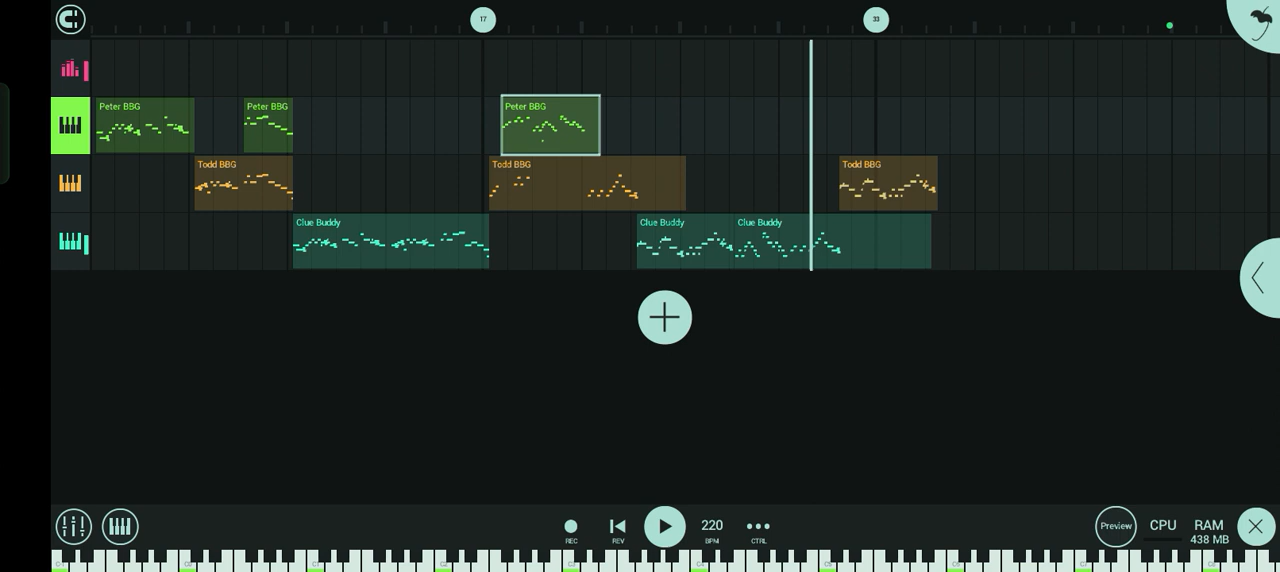 17
33
Peter BBG
Peter BBG
Peter BBG
Todd BBG
Todd BBG
Todd BBG
Clue Buddy
Clue Buddy
Clue Buddy
REC
REV
220
BPM
CTRL
Preview
CPU
RAM
438 MB